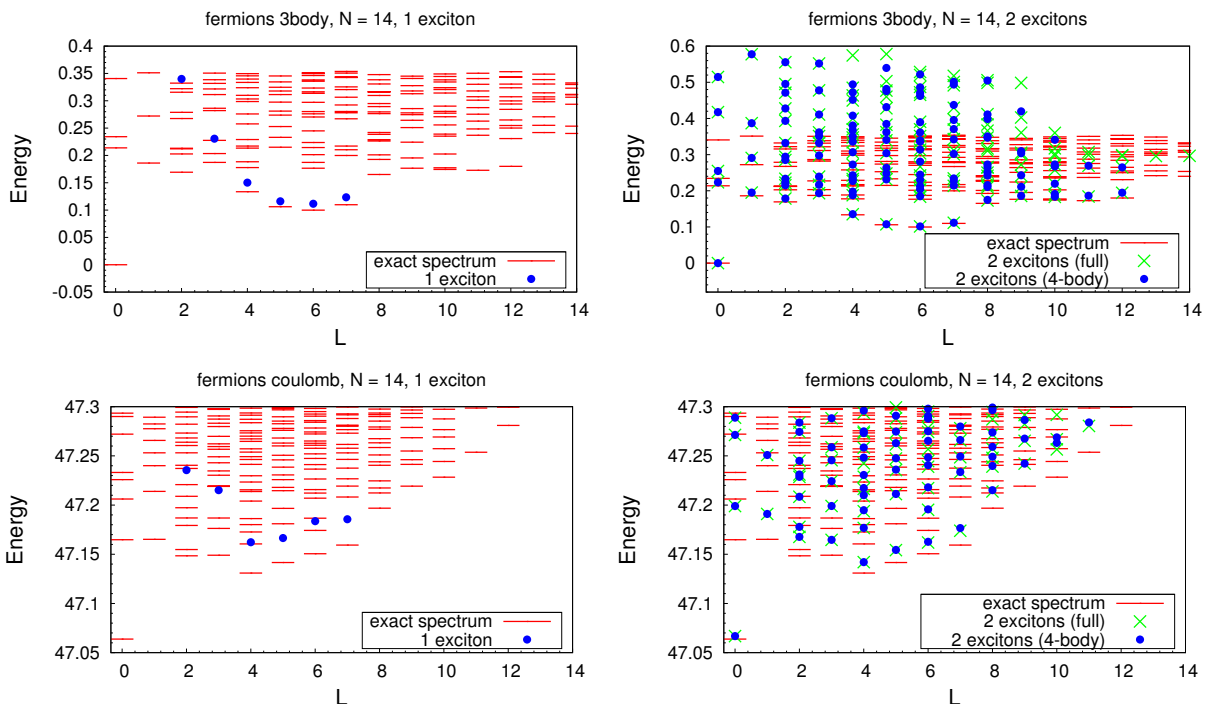 fermions 3body, N = 14, 1 exciton
0.4
0.35
0.3
0.25
0.2
0.15
0.1
0.05
0
-0.05
Energy
exact spectrum
1 exciton
0 2 4 6 8 10 12 14
L
fermions 3body, N = 14, 2 excitons
0.6
0.5
0.4
0.3
0.2
0.1
0
Energy
exact spectrum
2 excitons (full)
2 excitons (4-body)
0 2 4 6 8 10 12 14
L
fermions coulomb, N = 14, 1 exciton
47.3
47.25
47.2
47.15
47.1
47.05
Energy
exact spectrum
1 exciton
0 2 4 6 8 10 12 14
L
fermions coulomb, N = 14, 2 excitons
47.3
47.25
47.2
47.15
47.1
47.05
Energy
exact spectrum
2 excitons (full)
2 excitons (4-body)
0 2 4 6 8 10 12 14
L